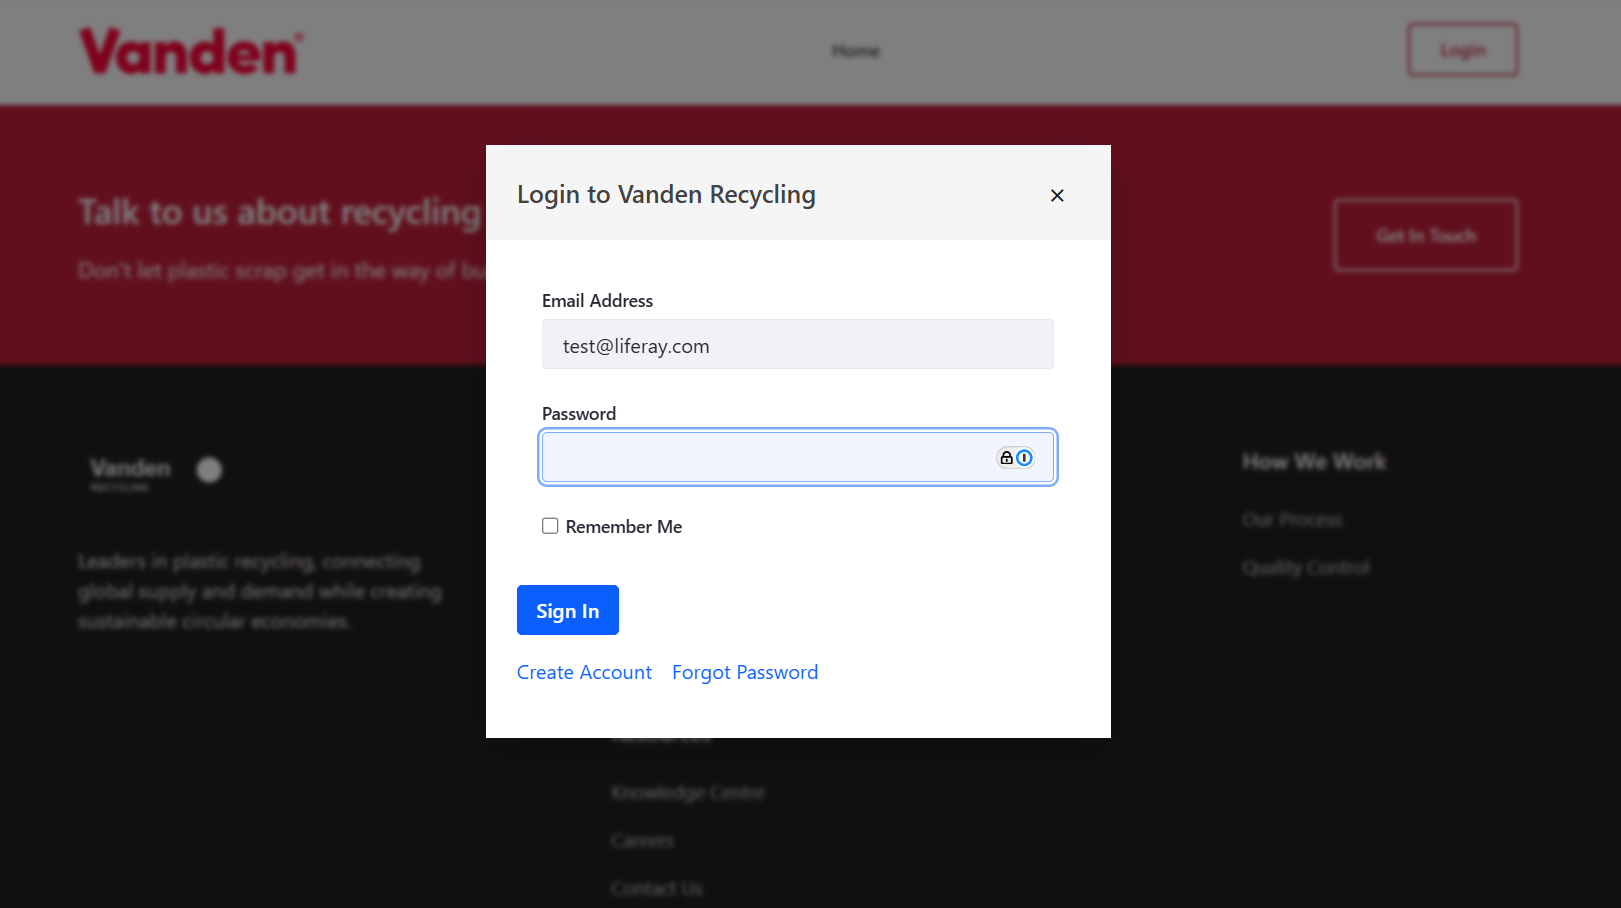 Vanden
Home
Login
Talk to us about recycling
Get In Touch
Don't let plastic scrap get in the way of
Login to Vanden Recycling
Email Address
test@liferay.com
Password
Remember Me
Sign In
Create Account Forgot Password
Vanden
RECYCLING
Leaders in plastic recycling, connecting
global supply and demand while creating
sustainable circular economies.
How We Work
Our Process
Quality Control
Resources
Knowledge Centre
Careers
Contact Us